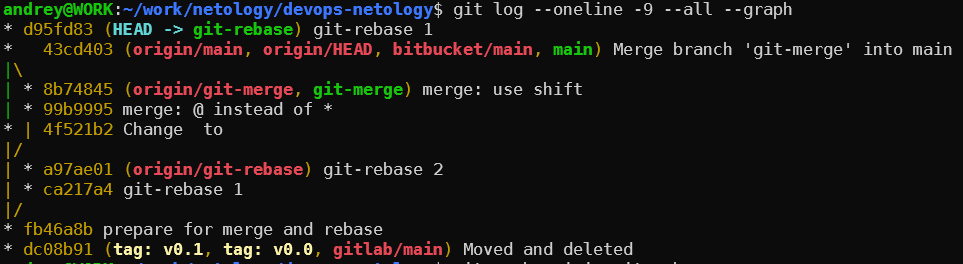 andrey@WORK:~/work/netology/devops-netology$ git log --oneline -9 --all --graph
* d95fd83 (HEAD -> git-rebase) git-rebase 1
*   43cd403 (origin/main, origin/HEAD, bitbucket/main, main) Merge branch 'git-merge' into main
|\
| * 8b74845 (origin/git-merge, git-merge) merge: use shift
| * 99b9995 merge: @ instead of *
* | 4f521b2 Change  to
|/
| * a97ae01 (origin/git-rebase) git-rebase 2
| * ca217a4 git-rebase 1
|/
* fb46a8b prepare for merge and rebase
* dc08b91 (tag: v0.1, tag: v0.0, gitlab/main) Moved and deleted